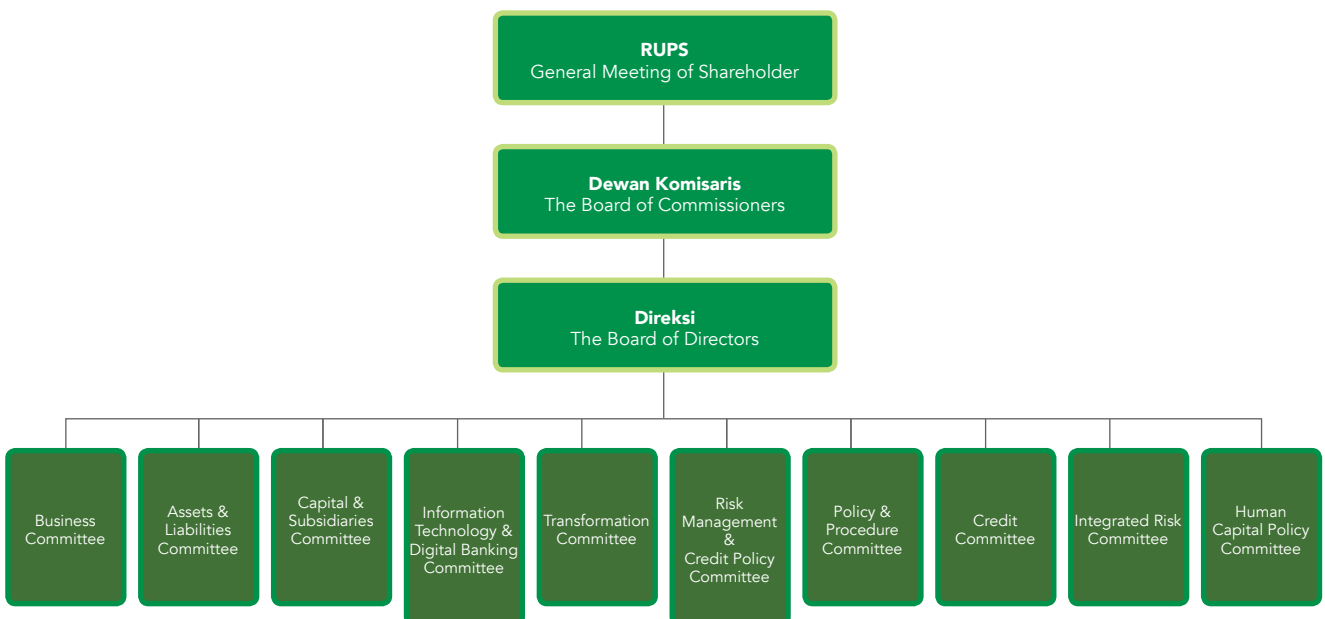 RUPS
General Meeting of Shareholder
Dewan Komisaris
The Board of Commissioners
Direksi
The Board of Directors
Business
Committee
Assets &
Liabilities
Committee
Capital &
Subsidiaries
Committee
Information
Technology &
Digital Banking
Committee
Transformation
Committee
Risk
Management
&
Credit Policy
Committee
Policy &
Procedure
Committee
Credit
Committee
Integrated Risk
Committee
Human
Capital Policy
Committee